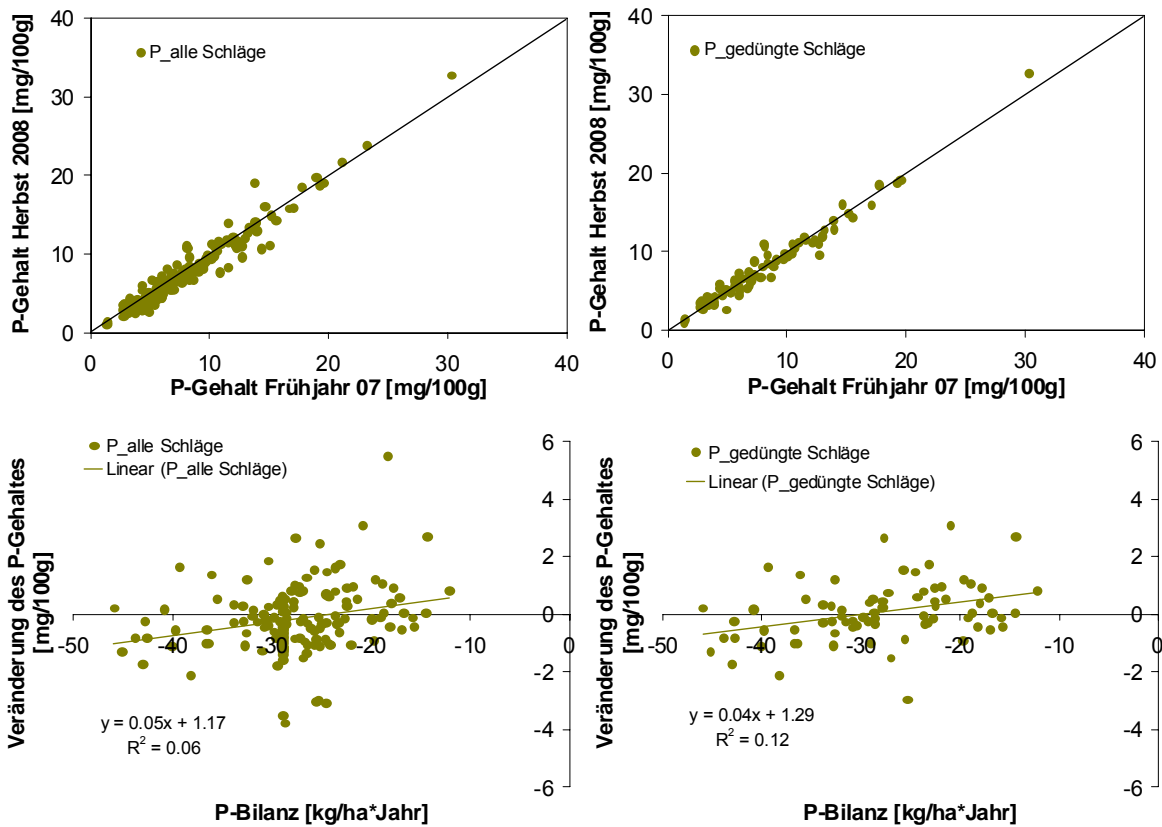 P-Gehalt Herbst 2008 [mg/100g]
40
30
20
10
0
P_alle Schläge
0 10 20 30 40
P-Gehalt Frühjahr 07 [mg/100g]
P-Gehalt Herbst 2008 [mg/100g]
40
30
20
10
0
P_gedüngte Schläge
0 10 20 30 40
P-Gehalt Frühjahr 07 [mg/100g]
Veränderung des P-Gehaltes
[mg/100g]
P_alle Schläge
Linear (P_alle Schläge)
6
4
2
0
-2
-4
-6
-50 -40 -30 -20 -10 0
y = 0.05x + 1.17
R² = 0.06
P-Bilanz [kg/ha*Jahr]
Veränderung des P-Gehaltes
[mg/100g]
P_gedüngte Schläge
Linear (P_gedüngte Schläge)
6
4
2
0
-2
-4
-6
-50 -40 -30 -20 -10 0
y = 0.04x + 1.29
R² = 0.12
P-Bilanz [kg/ha*Jahr]